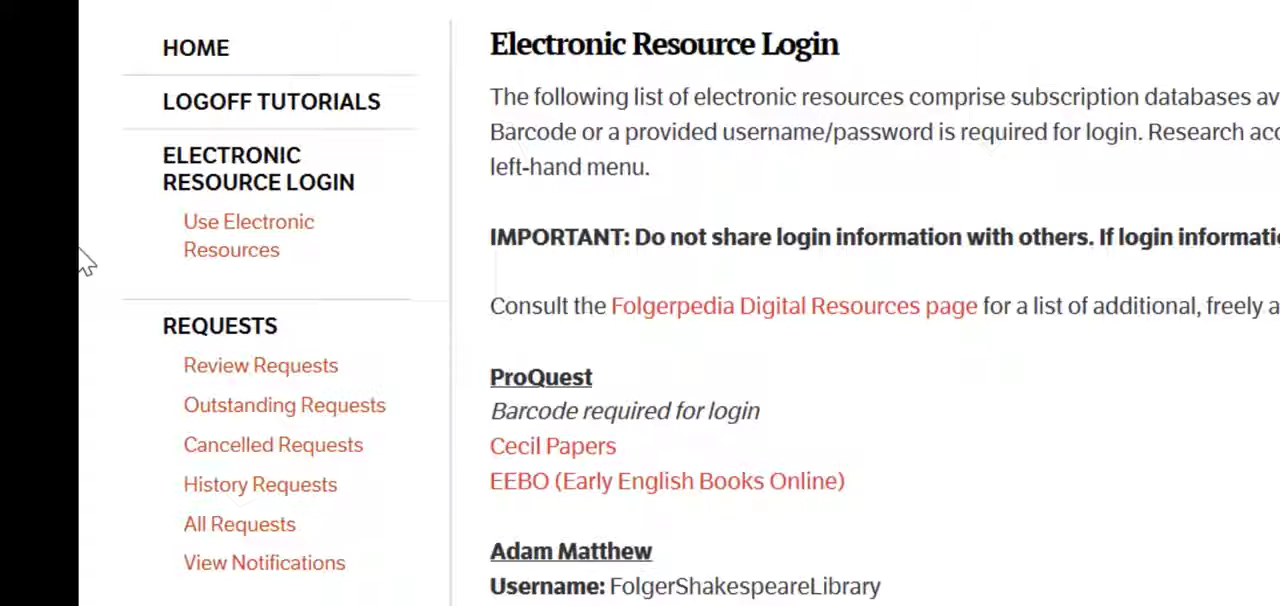 HOME
LOGOFF TUTORIALS
ELECTRONIC
RESOURCE LOGIN
Use Electronic
Resources
REQUESTS
Review Requests
Outstanding Requests
Cancelled Requests
History Requests
All Requests
View Notifications
Electronic Resource Login
The following list of electronic resources comprise subscription databases av
Barcode or a provided username/password is required for login. Research acc
left-hand menu.
IMPORTANT: Do not share login information with others. If login informati
Consult the Folgerpedia Digital Resources page for a list of additional, freely a
ProQuest
Barcode required for login
Cecil Papers
EEBO (Early English Books Online)
Adam Matthew
Username: FolgerShakespeareLibrary